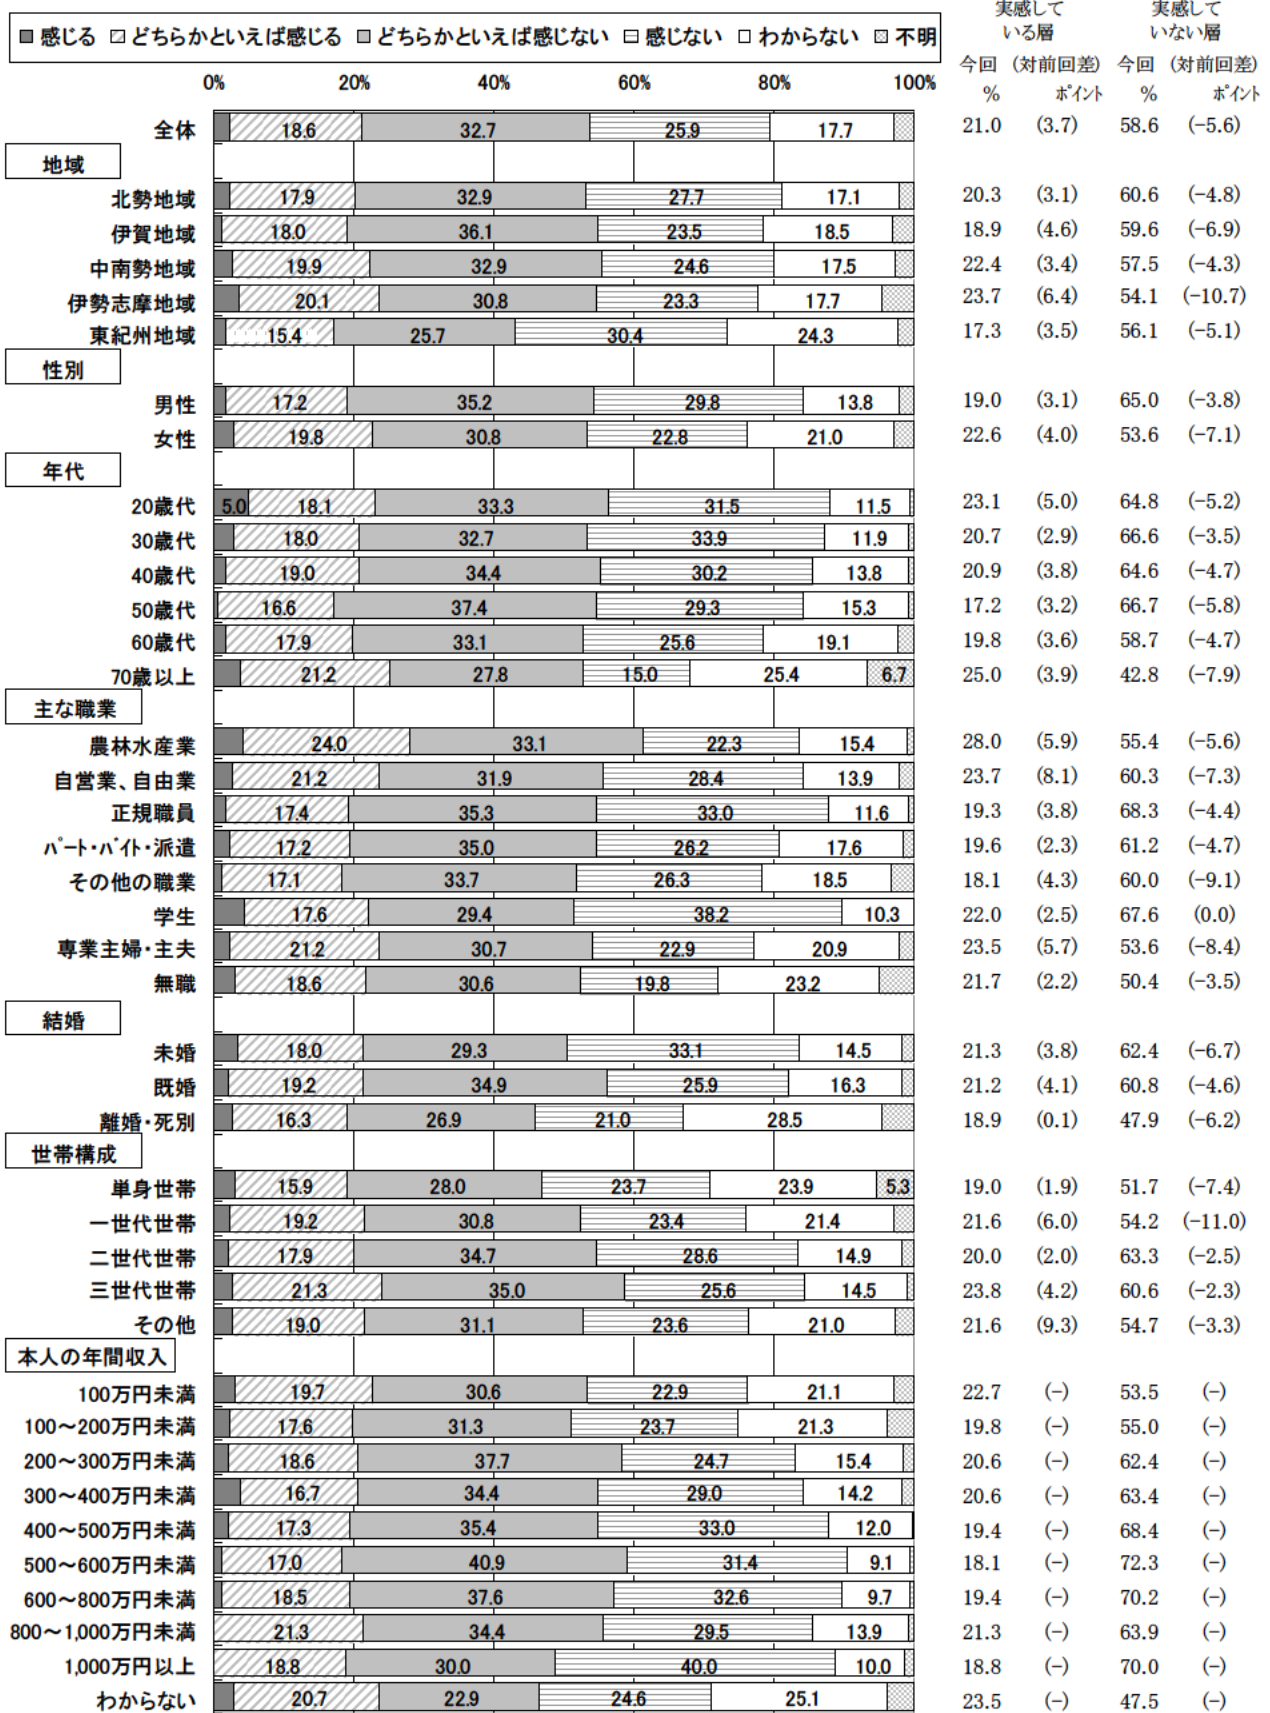 実感して 実感して
いる層 いない層
感じる どちらかといえば感じる どちらかといえば感じない 感じない わからない 不明
今回 (対前回差) 今回 (対前回差)
0% 20% 40% 60% 80% 100%
% ポイント % ポイント
全体 18.6 32.7 25.9 17.7 21.0 (3.7) 58.6 (-5.6)
地域
北勢地域 17.9 32.9 27.7 17.1 20.3 (3.1) 60.6 (-4.8)
伊賀地域 18.0 36.1 23.5 18.5 18.9 (4.6) 59.6 (-6.9)
中南勢地域 19.9 32.9 24.6 17.5 22.4 (3.4) 57.5 (-4.3)
伊勢志摩地域 20.1 30.8 23.3 17.7 23.7 (6.4) 54.1 (-10.7)
東紀州地域 15.4 25.7 30.4 24.3 17.3 (3.5) 56.1 (-5.1)
性別
男性 17.2 35.2 29.8 13.8 19.0 (3.1) 65.0 (-3.8)
女性 19.8 30.8 22.8 21.0 22.6 (4.0) 53.6 (-7.1)
年代
20歳代 5.0 18.1 33.3 31.5 11.5 23.1 (5.0) 64.8 (-5.2)
30歳代 18.0 32.7 33.9 11.9 20.7 (2.9) 66.6 (-3.5)
40歳代 19.0 34.4 30.2 13.8 20.9 (3.8) 64.6 (-4.7)
50歳代 16.6 37.4 29.3 15.3 17.2 (3.2) 66.7 (-5.8)
60歳代 17.9 33.1 25.6 19.1 19.8 (3.6) 58.7 (-4.7)
70歳以上 21.2 27.8 15.0 25.4 6.7 25.0 (3.9) 42.8 (-7.9)
主な職業
農林水産業 24.0 33.1 22.3 15.4 28.0 (5.9) 55.4 (-5.6)
自営業、自由業 21.2 31.9 28.4 13.9 23.7 (8.1) 60.3 (-7.3)
正規職員 17.4 35.3 33.0 11.6 19.3 (3.8) 68.3 (-4.4)
パート・バイト・派遣 17.2 35.0 26.2 17.6 19.6 (2.3) 61.2 (-4.7)
その他の職業 17.1 33.7 26.3 18.5 18.1 (4.3) 60.0 (-9.1)
学生 17.6 29.4 38.2 10.3 22.0 (2.5) 67.6 (0.0)
専業主婦・主夫 21.2 30.7 22.9 20.9 23.5 (5.7) 53.6 (-8.4)
無職 18.6 30.6 19.8 23.2 21.7 (2.2) 50.4 (-3.5)
結婚
未婚 18.0 29.3 33.1 14.5 21.3 (3.8) 62.4 (-6.7)
既婚 19.2 34.9 25.9 16.3 21.2 (4.1) 60.8 (-4.6)
離婚・死別 16.3 26.9 21.0 28.5 18.9 (0.1) 47.9 (-6.2)
世帯構成
単身世帯 15.9 28.0 23.7 23.9 5.3 19.0 (1.9) 51.7 (-7.4)
一世代世帯 19.2 30.8 23.4 21.4 21.6 (6.0) 54.2 (-11.0)
二世代世帯 17.9 34.7 28.6 14.9 20.0 (2.0) 63.3 (-2.5)
三世代世帯 21.3 35.0 25.6 14.5 23.8 (4.2) 60.6 (-2.3)
その他 19.0 31.1 23.6 21.0 21.6 (9.3) 54.7 (-3.3)
本人の年間収入
100万円未満 19.7 30.6 22.9 21.1 22.7 (-) 53.5 (-)
100～200万円未満 17.6 31.3 23.7 21.3 19.8 (-) 55.0 (-)
200～300万円未満 18.6 37.7 24.7 15.4 20.6 (-) 62.4 (-)
300～400万円未満 16.7 34.4 29.0 14.2 20.6 (-) 63.4 (-)
400～500万円未満 17.3 35.4 33.0 12.0 19.4 (-) 68.4 (-)
500～600万円未満 17.0 40.9 31.4 9.1 18.1 (-) 72.3 (-)
600～800万円未満 18.5 37.6 32.6 9.7 19.4 (-) 70.2 (-)
800～1,000万円未満 21.3 34.4 29.5 13.9 21.3 (-) 63.9 (-)
1,000万円以上 18.8 30.0 40.0 10.0 18.8 (-) 70.0 (-)
わからない 20.7 22.9 24.6 25.1 23.5 (-) 47.5 (-)